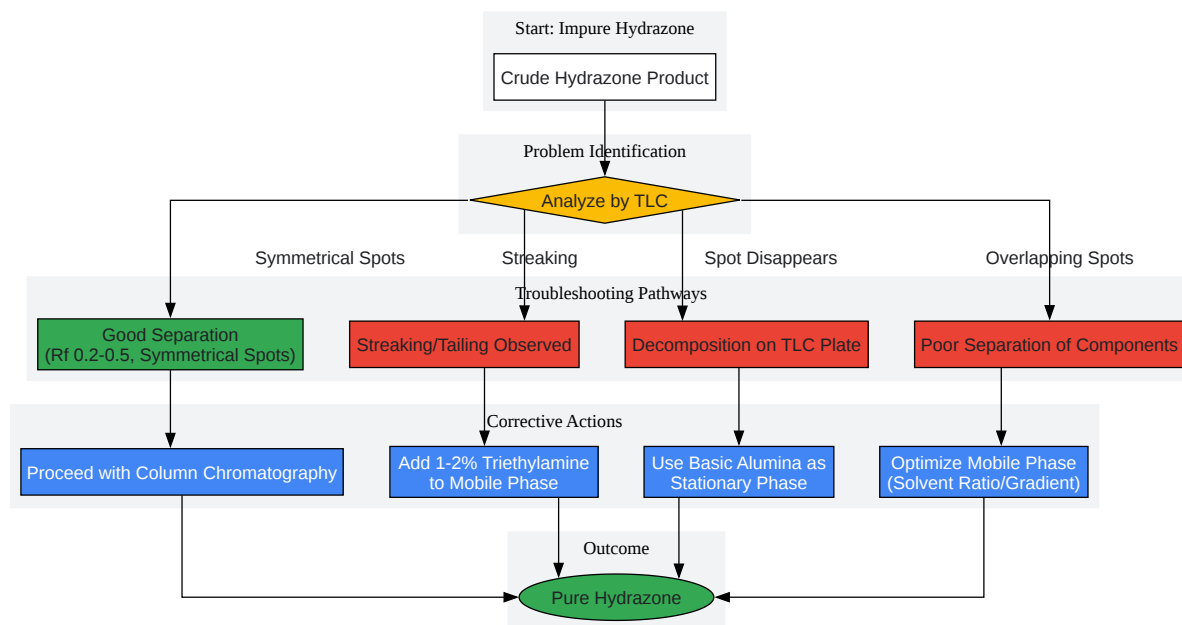 Start: Impure Hydrazone
Crude Hydrazone Product
Problem Identification
Analyze by TLC
Symmetrical Spots
Streaking
Spot Disappears
Overlapping Spots
Troubleshooting Pathways
Good Separation
(Rf 0.2-0.5, Symmetrical Spots)
Streaking/Tailing Observed
Decomposition on TLC Plate
Poor Separation of Components
Corrective Actions
Proceed with Column Chromatography
Add 1-2% Triethylamine
to Mobile Phase
Use Basic Alumina as
Stationary Phase
Optimize Mobile Phase
(Solvent Ratio/Gradient)
Outcome
Pure Hydrazone